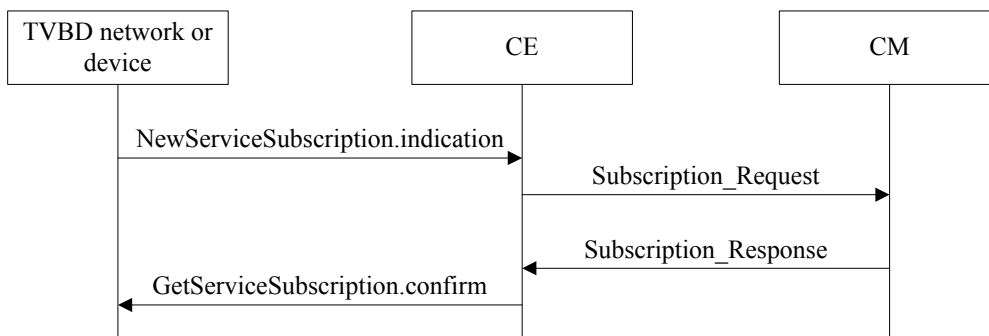 TVBD network or
device
CE
CM
NewServiceSubscription.indication
Subscription_Request
Subscription_Response
GetServiceSubscription.confirm